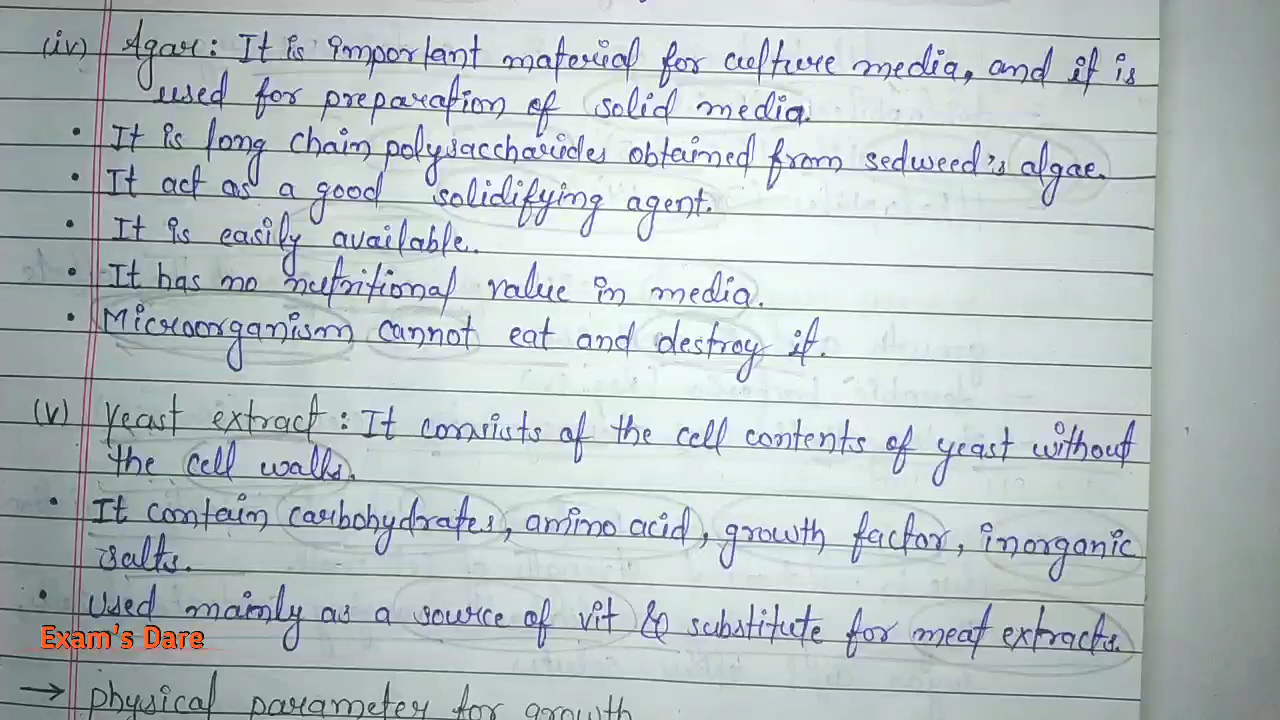 (iv) Agar: It is important material for culture media, and it is
used for preparation of solid media.
• It is long chain polysaccharides obtained from sedweed's algae.
• It act as a good solidifying agent.
• It is easily available.
• It has no nutritional value in media.
• Microorganism cannot eat and destroy it.
(v) Yeast extract: It consists of the cell contents of yeast without
the cell walls.
• It contain carbohydrates, amino acid, growth factor, inorganic
salts.
• Used mainly as a source of vit & substitute for meat extracts.
Exam's Dare
→ physical parameter for growth